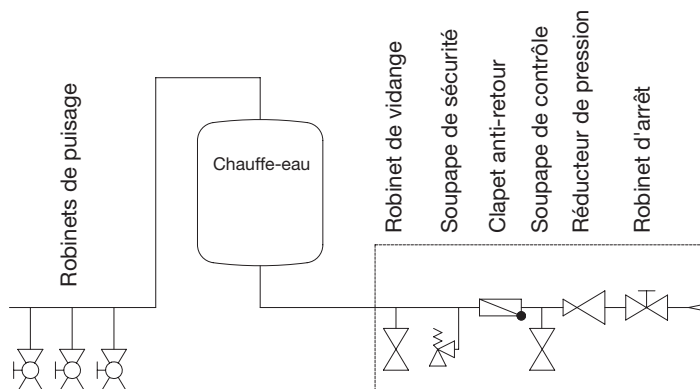 Robinets de puisage
Chauffe-eau
Robinet de vidange
Soupape de sécurité
Clapet anti-retour
Soupape de contrôle
Réducteur de pression
Robinet d'arrêt